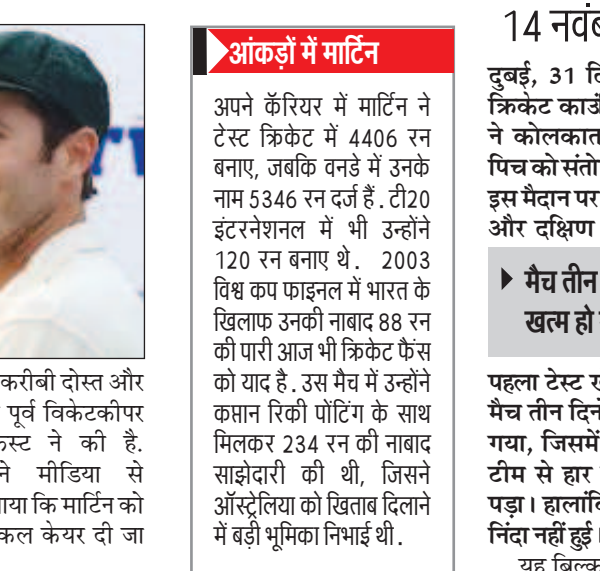 आंकड़ों में मार्टिन
अपने कॅरियर में मार्टिन ने
टेस्ट क्रिकेट में 4406 रन
बनाए, जबकि वनडे में उनके
नाम 5346 रन दर्ज हैं . टी20
इंटरनेशनल में भी उन्होंने
120 रन बनाए थे. 2003
विश्व कप फाइनल में भारत के
खिलाफ उनकी नाबाद 88 रन
की पारी आज भी क्रिकेट फैंस
को याद है . उस मैच में उन्होंने
कप्तान रिकी पोंटिंग के साथ
मिलकर 234 रन की नाबाद
साझेदारी की थी, जिसने
ऑस्ट्रेलिया को खिताब दिलाने
में बड़ी भूमिका निभाई थी .
करीबी दोस्त और
पूर्व विकेटकीपर
ने की है.
ने मीडिया से
कि मार्टिन को
केयर दी जा
14
दुबई, 31
क्रिकेट
ने
पिच को
इस मैदान पर
और दक्षिण
मैच तीन
खत्म हो
पहला टेस्ट
मैच तीन
गया, जिसमें
टीम से हार
पड़ा।
निंदा नहीं हुई।
यह